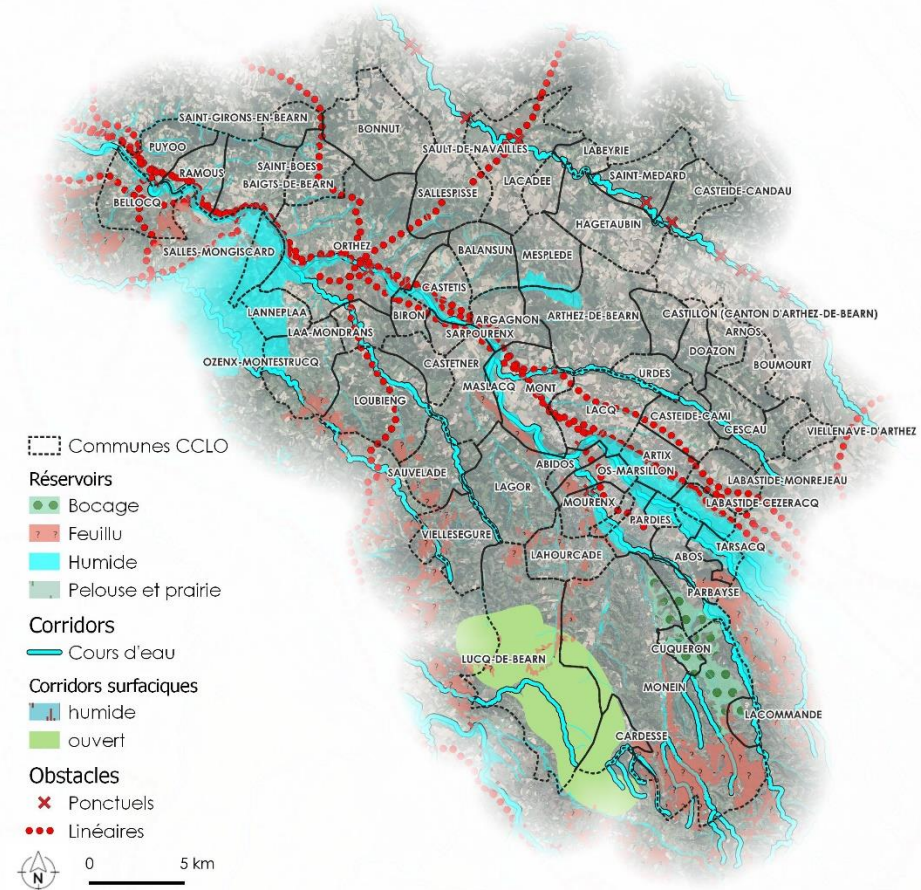 SAINT-GIRONS-EN-BEARN
BONNUT
PUYOO
SAULT-DE-NAVAILLES
LABEYRIE
RAMOUS
SAINT-BOES
SAINT-MEDARD
BAIGTS-DE-BEARN
SALLESPISSE
LACADEE
CASTEIDE-CANDAU
BELLOCQ
HAGETAUBIN
SALLES-MONGISCARD
ORTHEZ
BALANSUN
MESPLEDE
CASTETIS
LANNEPLAA
BIRON
ARGAGNON
ARTHEZ-DE-BEARN
CASTILLON (CANTON D'ARTHEZ-DE-BEARN)
LAA-MONDRANS
SARPOURENX
ARNOS
DOAZON
OZENX-MONTESTRUCQ
CASTETNER
BOUMOURT
URDES
MASLACQ
MONT
LOUBIENG
LACQ
CASTEIDE-CAMI
CESCAU
VIELLENAVE-D'ARTHEZ
ARTIX
SAUVELADE
ABIDOS
OS-MARSILLON
LABASTIDE-MONREJEAU
LAGOR
LABASTIDE-CEZERACQ
MOURENX
PARDIES
VIELLESEGURE
TARSACQ
LAHOURCADE
ABOS
PARBAYSE
CUQUERON
LUCQ-DE-BEARN
MONEIN
LACOMMANDE
CARDESSE
Communes CCLO
Réservoirs
Bocage
? ? Feuillu
Humide
Pelouse et prairie
Corridors
Cours d'eau
Corridors surfaciques
humide
ouvert
Obstacles
Ponctuels
Linéaires
N
0 5 km